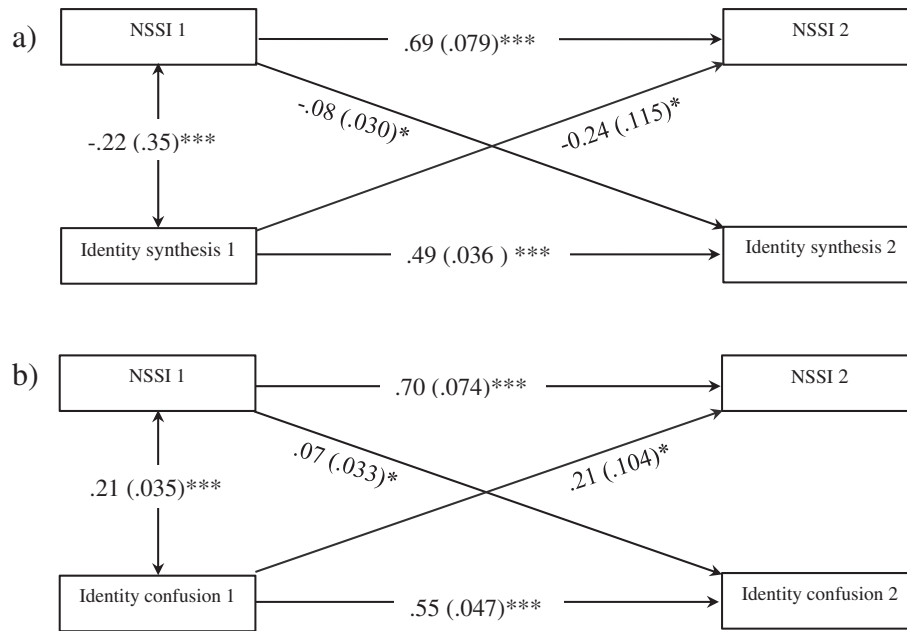 a)
NSSI 1
.69 (.079)***
NSSI 2
-.08 (.030)*
-0.24 (.115)*
-.22 (.35)***
Identity synthesis 1
.49 (.036 ) ***
Identity synthesis 2
b)
NSSI 1
.70 (.074)***
NSSI 2
.07 (.033)*
.21 (.104)*
.21 (.035)***
Identity confusion 1
.55 (.047)***
Identity confusion 2